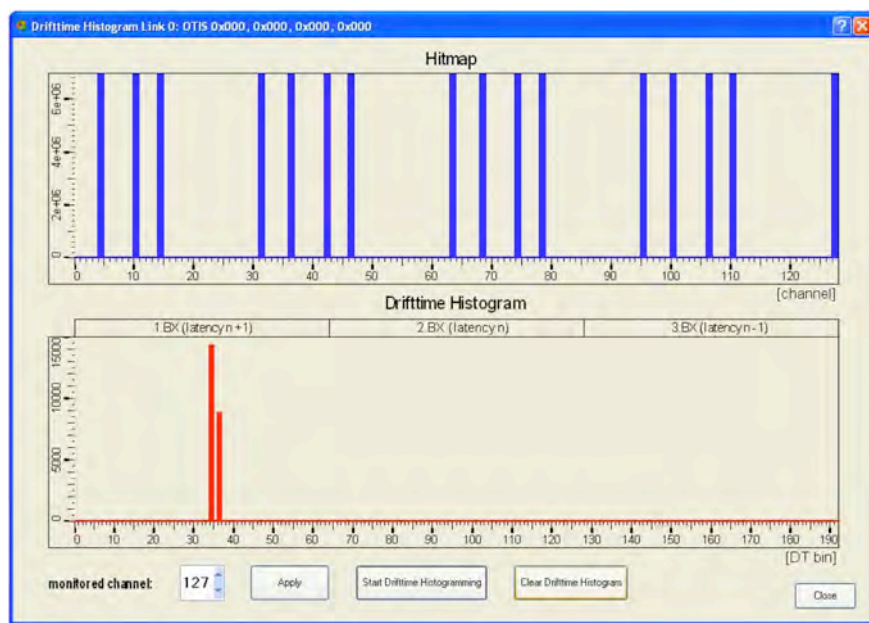 Drifttime Histogram Link 0: OTIS 0x000, 0x000, 0x000, 0x000
Hitmap
6e+06
4e+06
2e+06
0
0 10 20 30 40 50 60 70 80 90 100 110 120
[channel]
Drifttime Histogram
1.BX (latency n+1) 2.BX (latency n) 3.BX (latency n-1)
15000
10000
5000
0
0 10 20 30 40 50 60 70 80 90 100 110 120 130 140 150 160 170 180 190
[DT bin]
monitored channel: 127 Apply Start Drifttime Histogramming Clear Drifttime Histogram Close